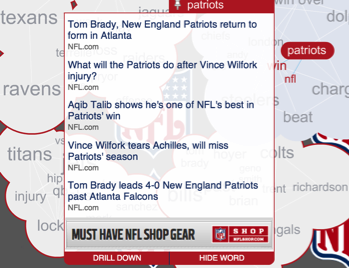 patriots
Tom Brady, New England Patriots return to
form in Atlanta
NFL.com
What will the Patriots do after Vince Wilfork
injury?
NFL.com
Aqib Talib shows he's one of NFL's best in
Patriots' win
NFL.com
Vince Wilfork tears Achilles, will miss
Patriots' season
NFL.com
Tom Brady leads 4-0 New England Patriots
past Atlanta Falcons
NFL.com
MUST HAVE NFL SHOP GEAR
NFL SHOP
NFLSHOP.COM
DRILL DOWN
HIDE WORD
texans
ravens
titans
injury
patriots
win
nfl
beat
colts
richardson